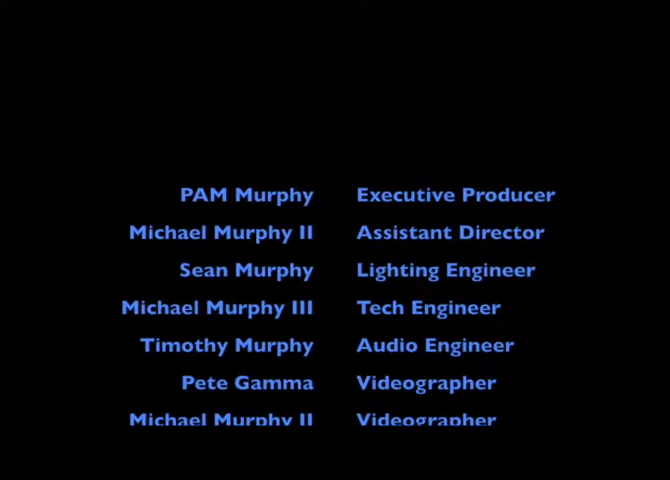 PAM Murphy Executive Producer
Michael Murphy II Assistant Director
Sean Murphy Lighting Engineer
Michael Murphy III Tech Engineer
Timothy Murphy Audio Engineer
Pete Gamma Videographer
Michael Murphy II Videographer